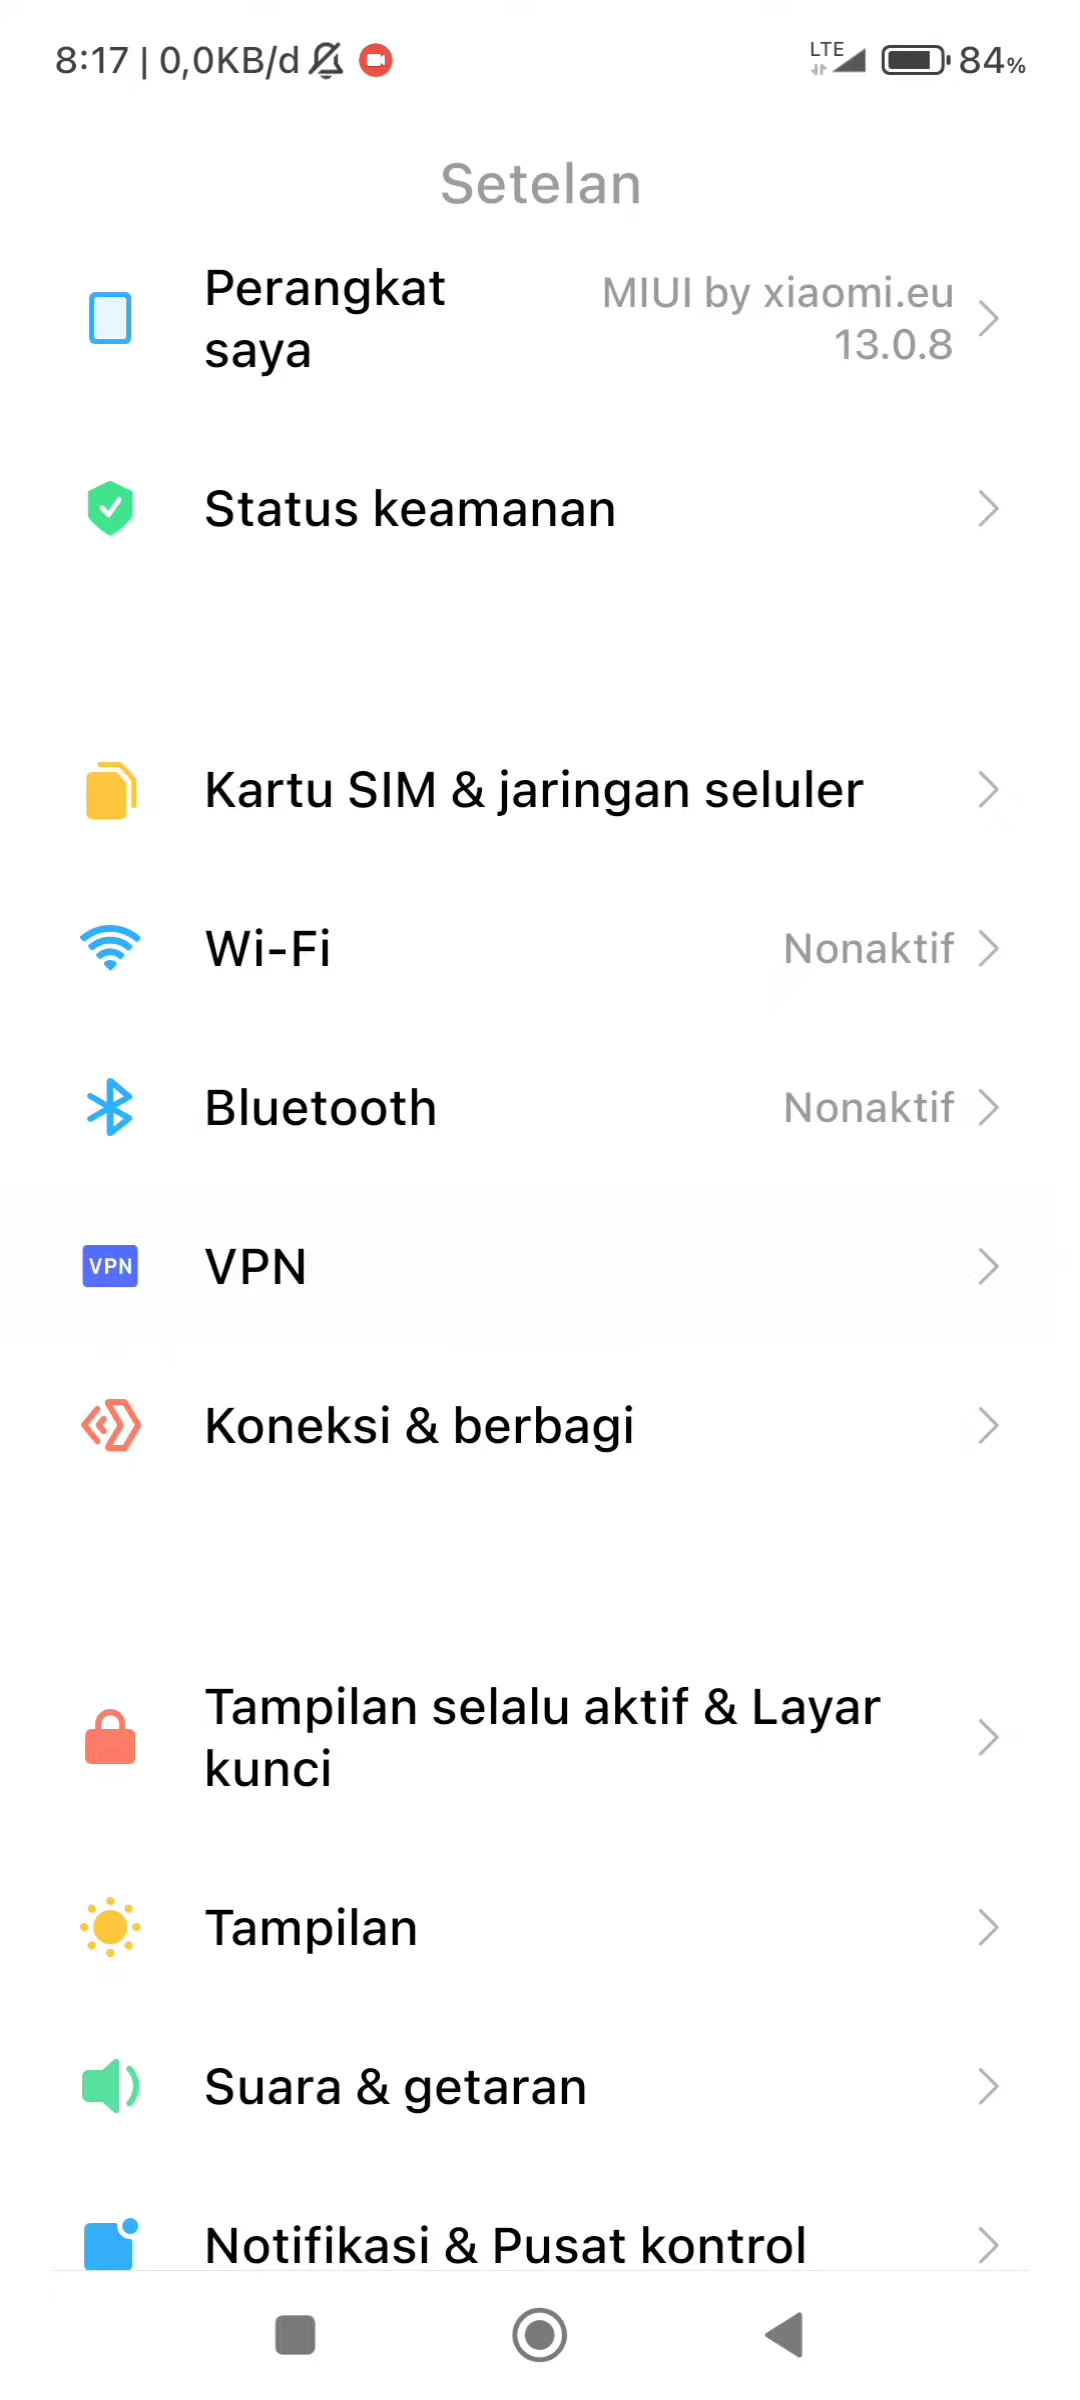 8:17 | 0,0KB/d
LTE
84%
Setelan
Perangkat
saya
MIUI by xiaomi.eu
13.0.8
Status keamanan
Kartu SIM & jaringan seluler
Wi-Fi
Nonaktif
Bluetooth
Nonaktif
VPN
VPN
Koneksi & berbagi
Tampilan selalu aktif & Layar
kunci
Tampilan
Suara & getaran
Notifikasi & Pusat kontrol